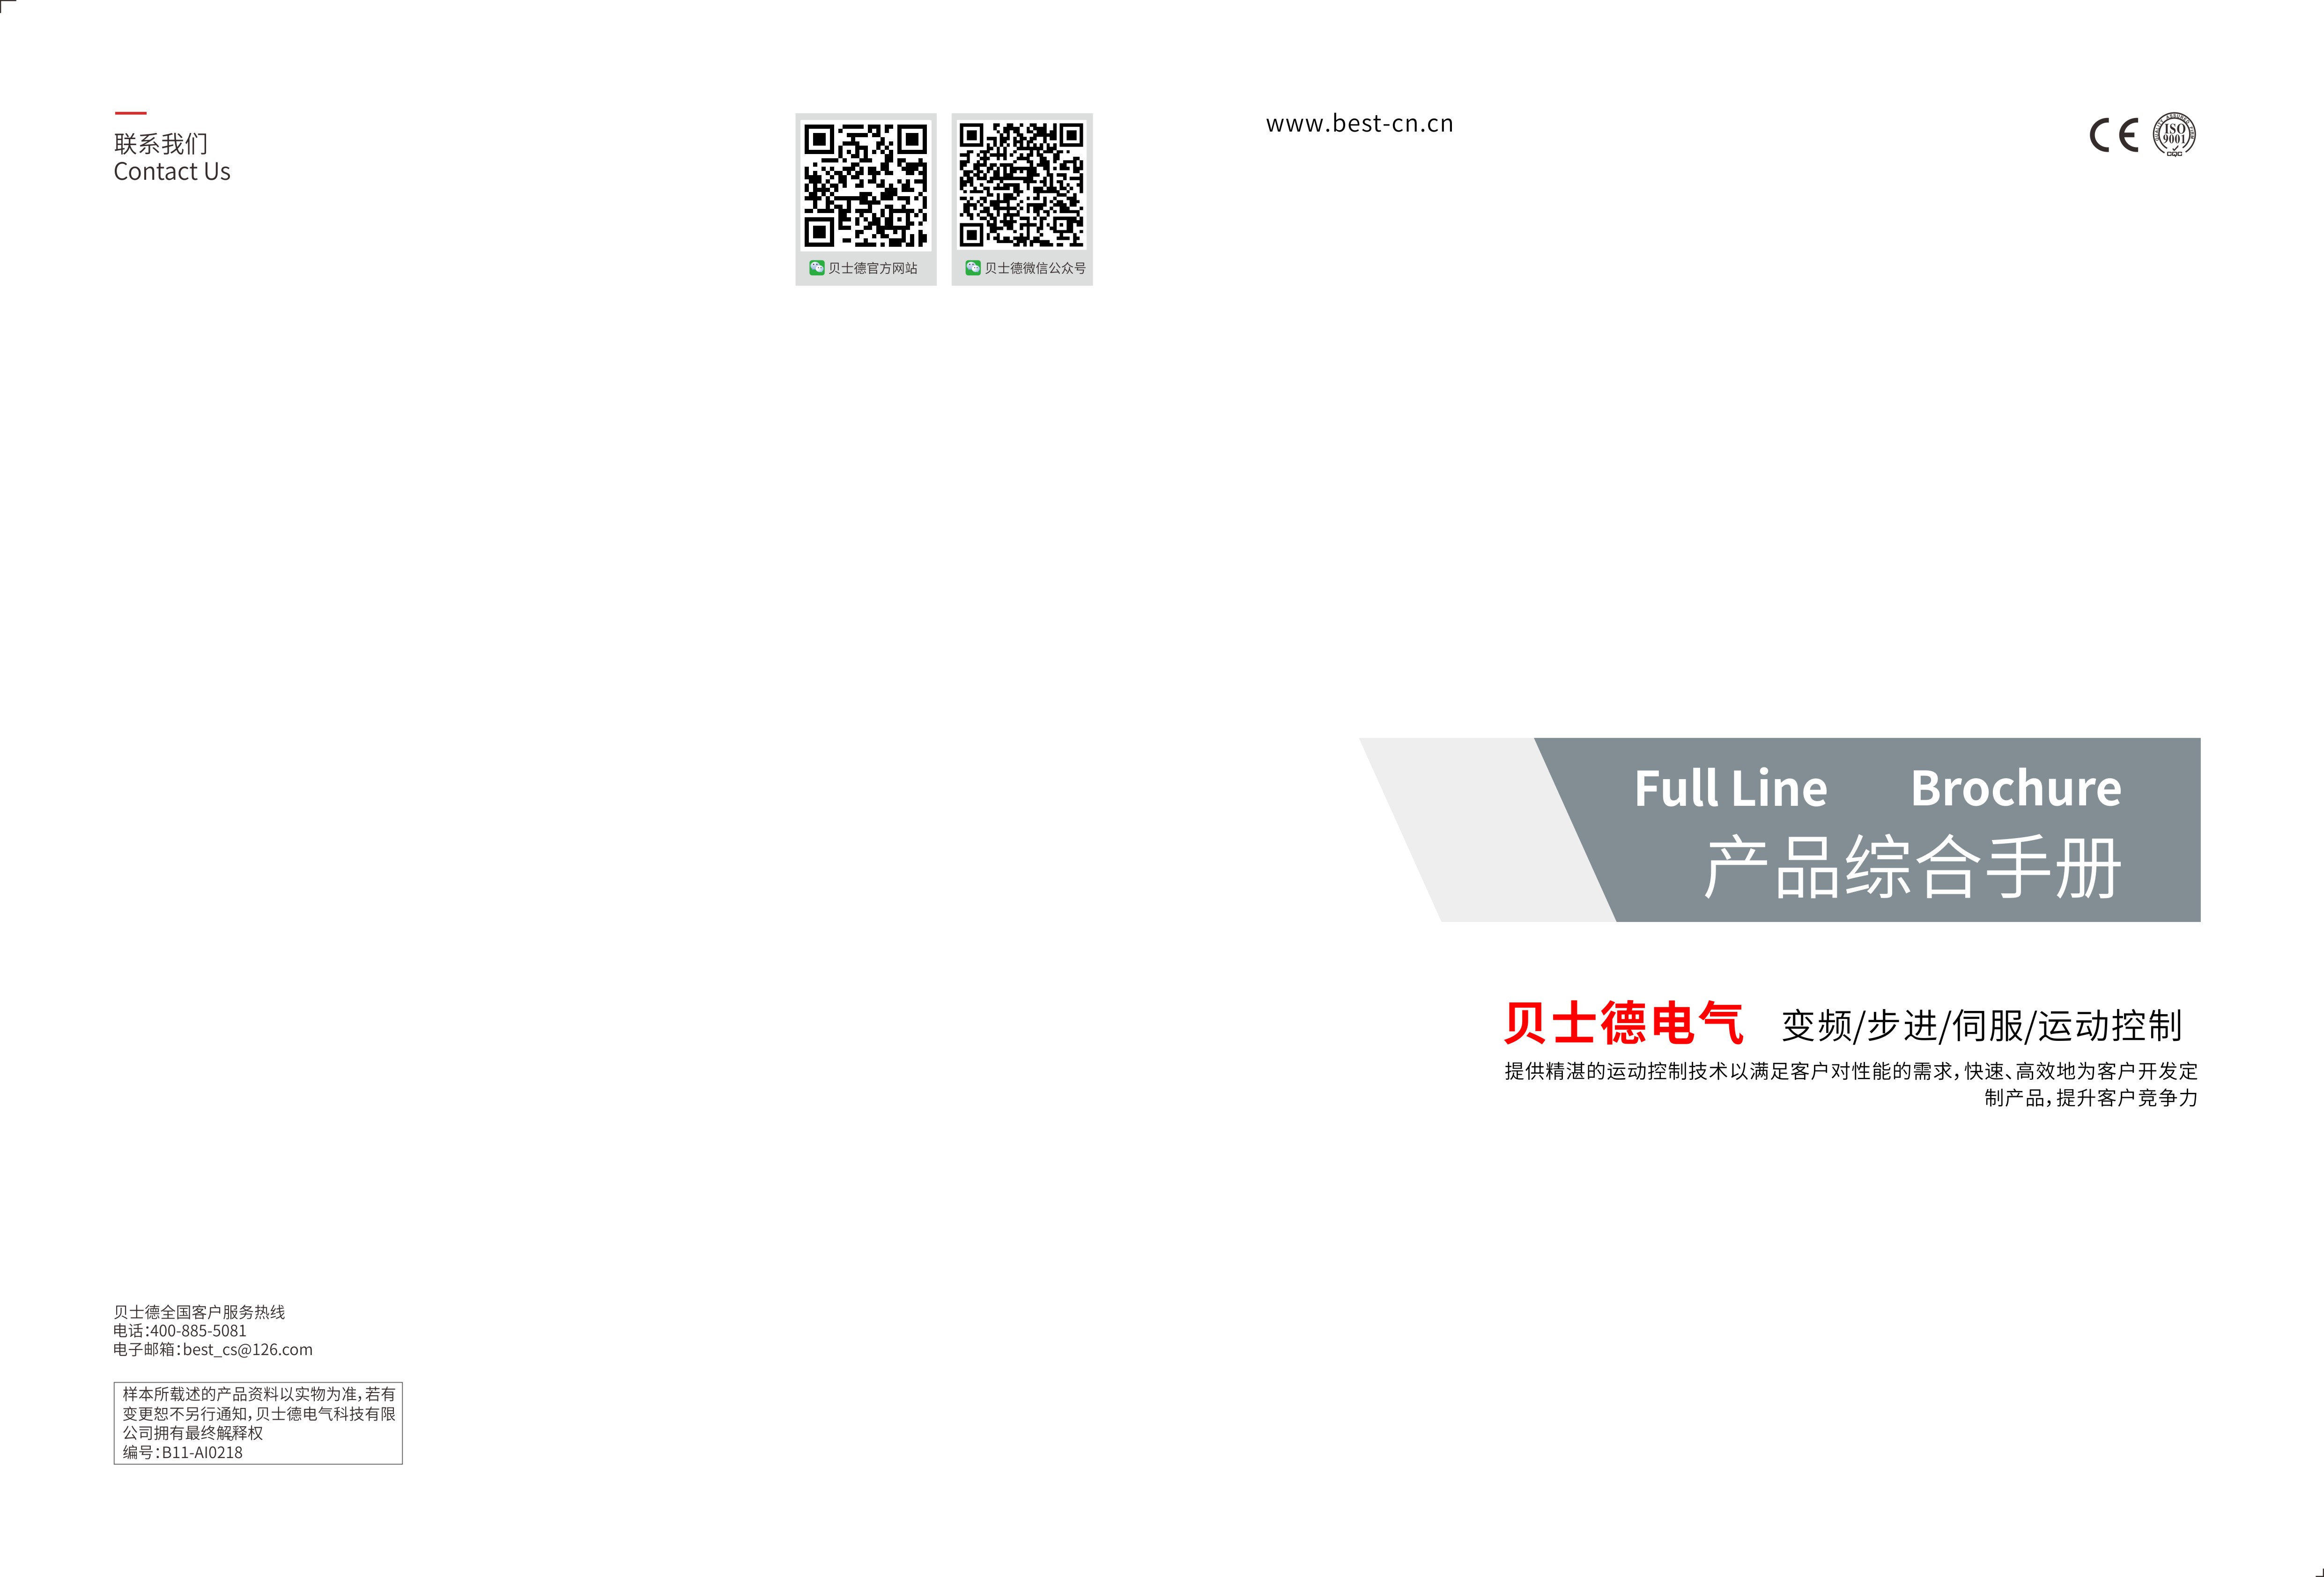 联系我们
Contact Us
贝士德官方网站
贝士德微信公众号
贝士德全国客户服务热线
电话：400-885-5081
电子邮箱：best_cs@126.com
样本所载述的产品资料以实物为准，若有
变更恕不另行通知，贝士德电气科技有限
公司拥有最终解释权
编号：B11-AI0218
www.best-cn.cn
CE
ISO
9001
CQC
Full Line Brochure
产品综合手册
贝士德电气 变频/步进/伺服/运动控制
提供精湛的运动控制技术以满足客户对性能的需求，快速、高效地为客户开发定
制产品，提升客户竞争力